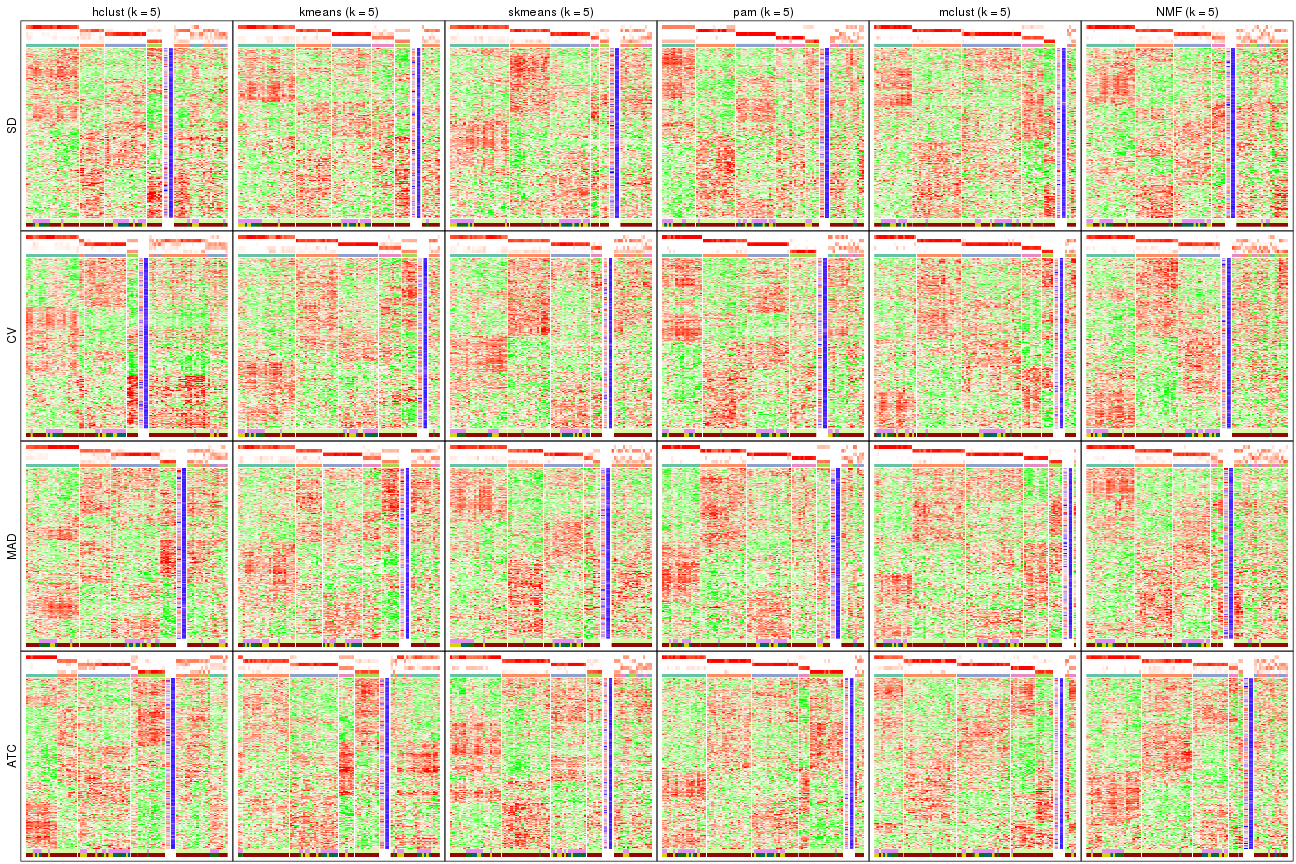 hclust (k = 5)
kmeans (k = 5)
skmeans (k = 5)
pam (k = 5)
mclust (k = 5)
NMF (k = 5)
SD
CV
MAD
ATC